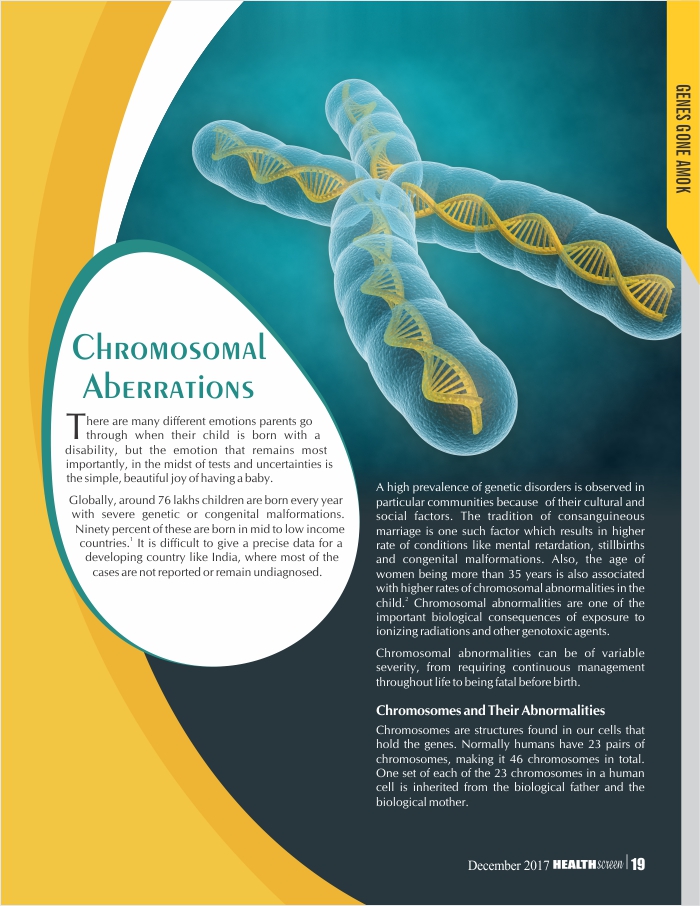 GENES GONE AMOK
Chromosomal
Aberrations
There are many different emotions parents go
through when their child is born with a
disability, but the emotion that remains most
importantly, in the midst of tests and uncertainties is
the simple, beautiful joy of having a baby.
Globally, around 76 lakhs children are born every year
with severe genetic or congenital malformations.
Ninety percent of these are born in mid to low income
countries.¹ It is difficult to give a precise data for a
developing country like India, where most of the
cases are not reported or remain undiagnosed.
A high prevalence of genetic disorders is observed in
particular communities because of their cultural and
social factors. The tradition of consanguineous
marriage is one such factor which results in higher
rate of conditions like mental retardation, stillbirths
and congenital malformations. Also, the age of
women being more than 35 years is also associated
with higher rates of chromosomal abnormalities in the
child.² Chromosomal abnormalities are one of the
important biological consequences of exposure to
ionizing radiations and other genotoxic agents.
Chromosomal abnormalities can be of variable
severity, from requiring continuous management
throughout life to being fatal before birth.
Chromosomes and Their Abnormalities
Chromosomes are structures found in our cells that
hold the genes. Normally humans have 23 pairs of
chromosomes, making it 46 chromosomes in total.
One set of each of the 23 chromosomes in a human
cell is inherited from the biological father and the
biological mother.
December 2017 HEALTHscreen | 19